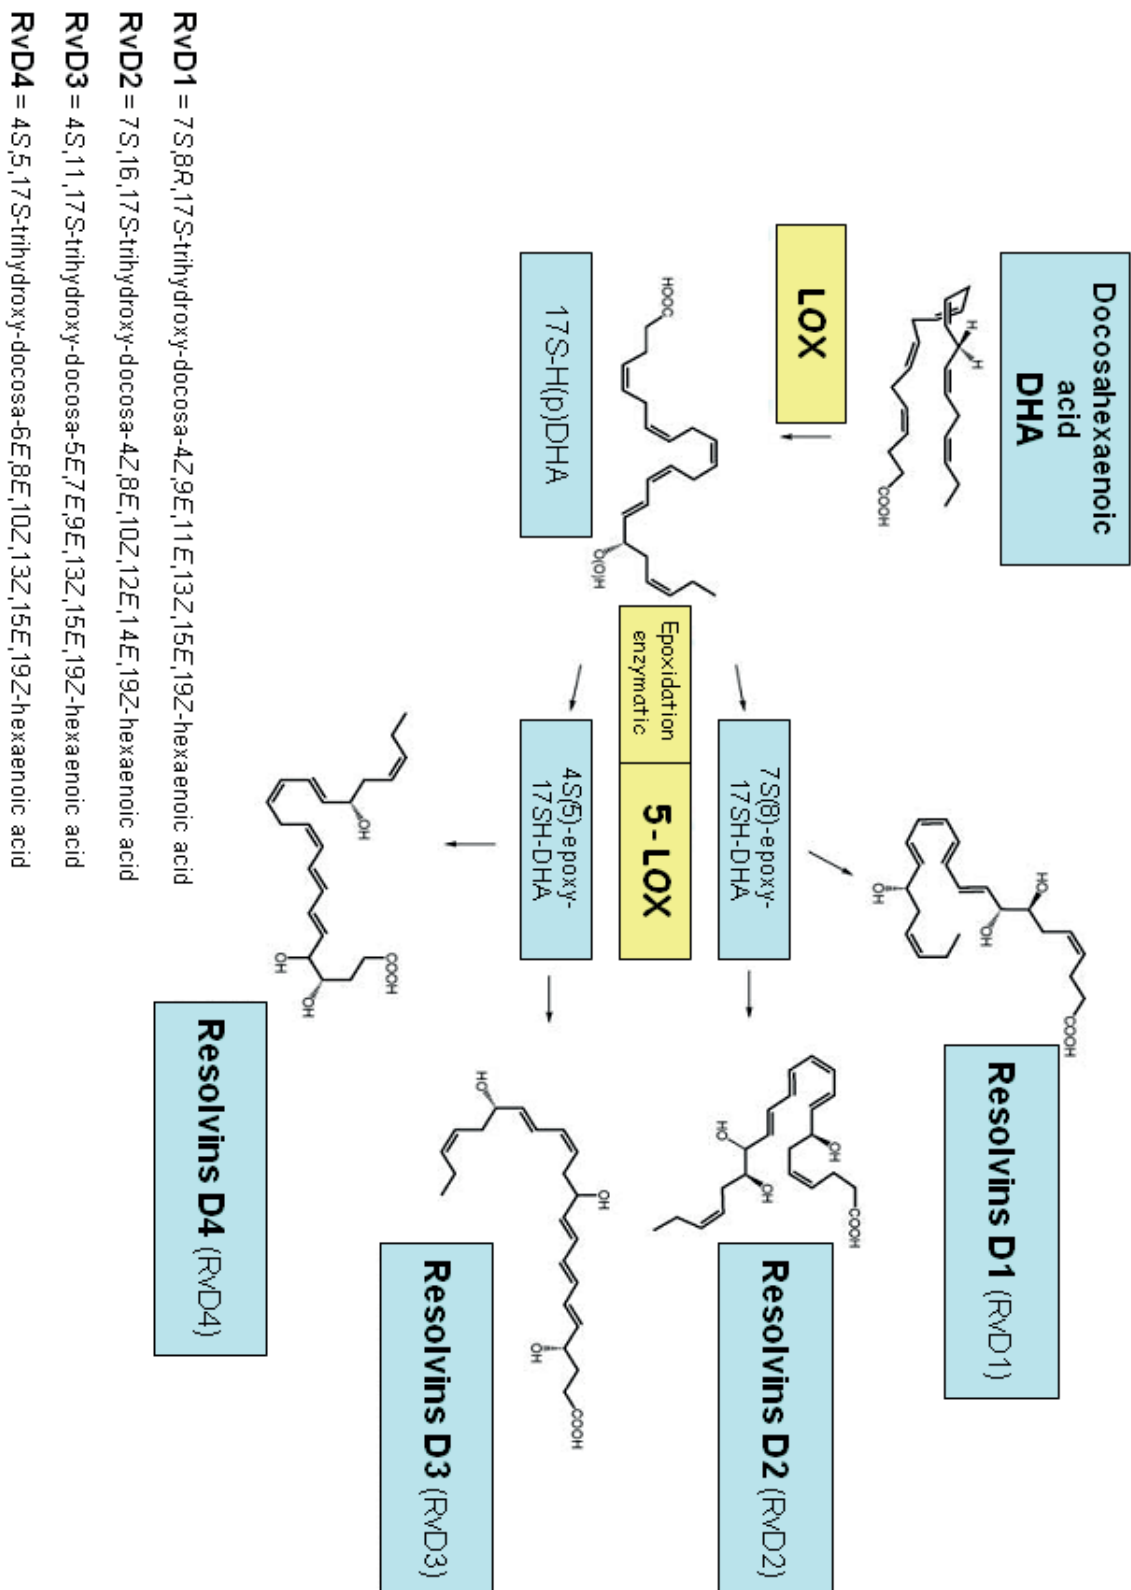 Docosahexaenoic
acid
DHA
H
H
COOH
LOX
HOOC
O(O)H
17S-H(p)DHA
Epoxidation
enzymatic
5-LOX
7S(8)-epoxy-
17SH-DHA
4S(5)-epoxy-
17SH-DHA
HO
OH
OH
COOH
Resolvins D1 (RvD1)
OH
HO
OH
COOH
Resolvins D2 (RvD2)
HO
OH
OH
COOH
Resolvins D3 (RvD3)
OH
OH
OH
COOH
Resolvins D4 (RvD4)
RvD1 = 7S,8R,17S-trihydroxy-docosa-4Z,9E,11E,13Z,15E,19Z-hexaenoic acid
RvD2 = 7S,16,17S-trihydroxy-docosa-4Z,8E,10Z,12E,14E,19Z-hexaenoic acid
RvD3 = 4S,11,17S-trihydroxy-docosa-5E,7E,9E,13Z,15E,19Z-hexaenoic acid
RvD4 = 4S,5,17S-trihydroxy-docosa-6E,8E,10Z,13Z,15E,19Z-hexaenoic acid